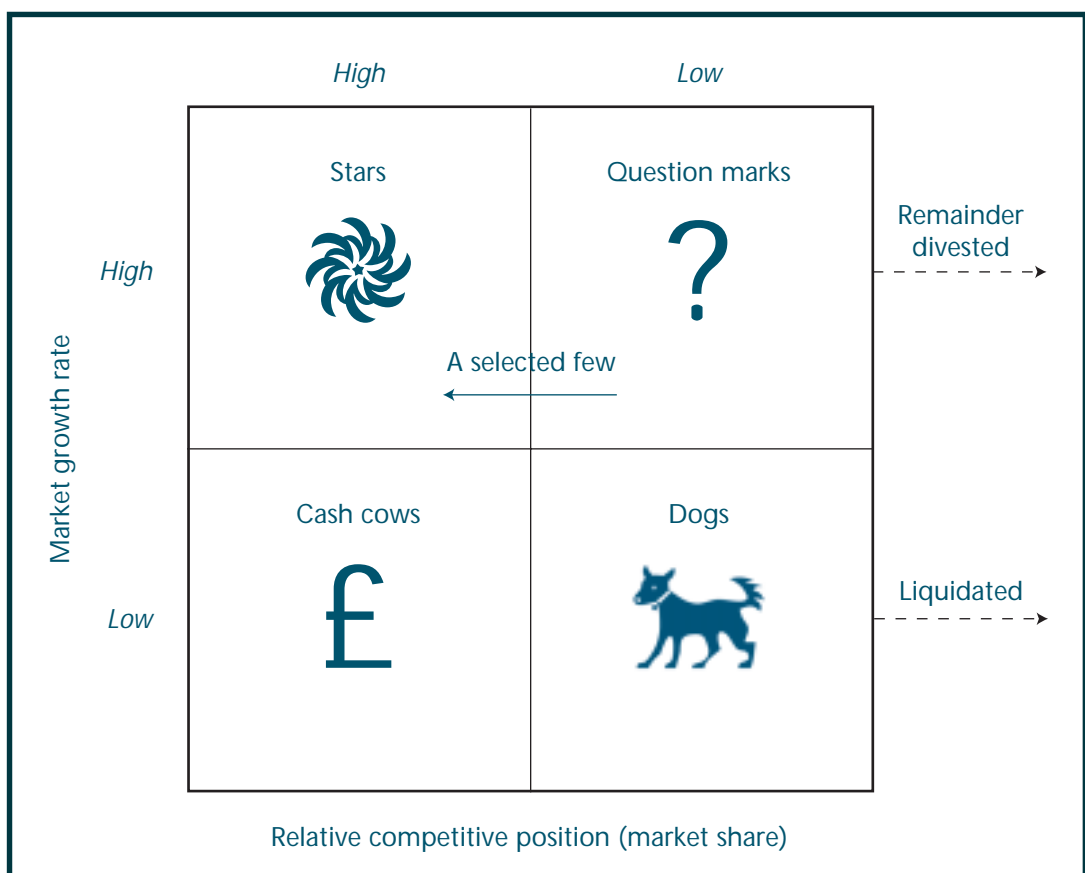 High
Low
Stars
Question marks
?
Remainder
divested
High
A selected few
Market growth rate
Cash cows
£
Dogs
Low
Liquidated
Relative competitive position (market share)